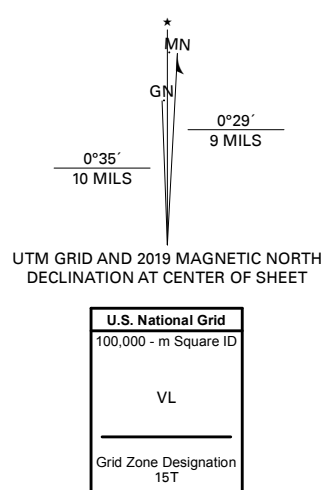 ★
MN
GN
0°29´
9 MILS
0°35´
10 MILS
UTM GRID AND 2019 MAGNETIC NORTH
DECLINATION AT CENTER OF SHEET
U.S. National Grid
100,000 - m Square ID
VL
Grid Zone Designation
15T